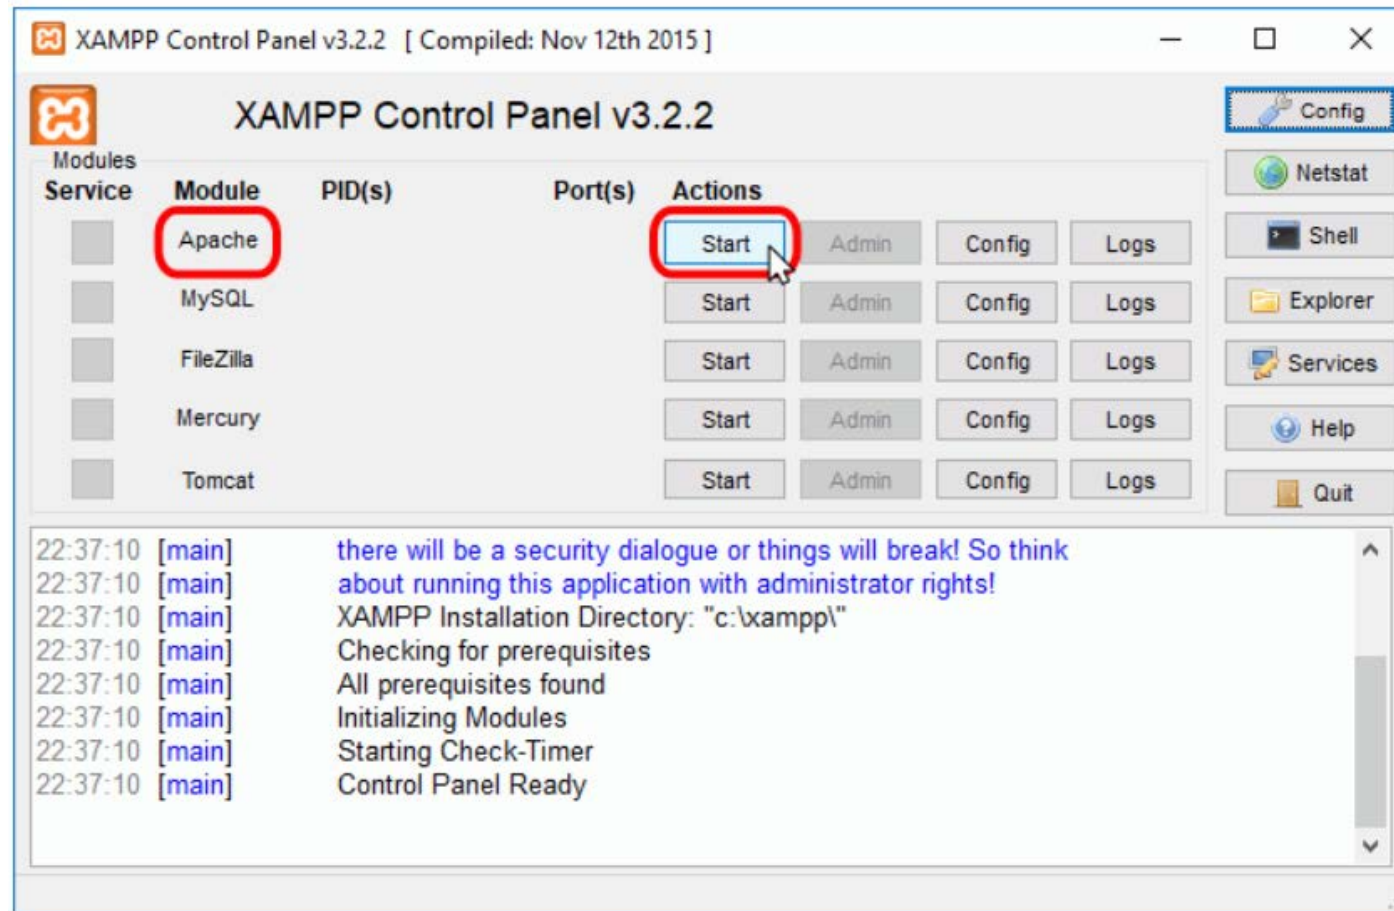 XAMPP Control Panel v3.2.2 [ Compiled: Nov 12th 2015 ]
XAMPP Control Panel v3.2.2
Config
Modules
Netstat
Service Module PID(s) Port(s) Actions
Apache Start Admin Config Logs
Shell
MySQL Start Admin Config Logs
Explorer
FileZilla Start Admin Config Logs
Services
Mercury Start Admin Config Logs
Help
Tomcat Start Admin Config Logs
Quit
22:37:10 [main] there will be a security dialogue or things will break! So think
22:37:10 [main] about running this application with administrator rights!
22:37:10 [main] XAMPP Installation Directory: "c:\xampp\"
22:37:10 [main] Checking for prerequisites
22:37:10 [main] All prerequisites found
22:37:10 [main] Initializing Modules
22:37:10 [main] Starting Check-Timer
22:37:10 [main] Control Panel Ready